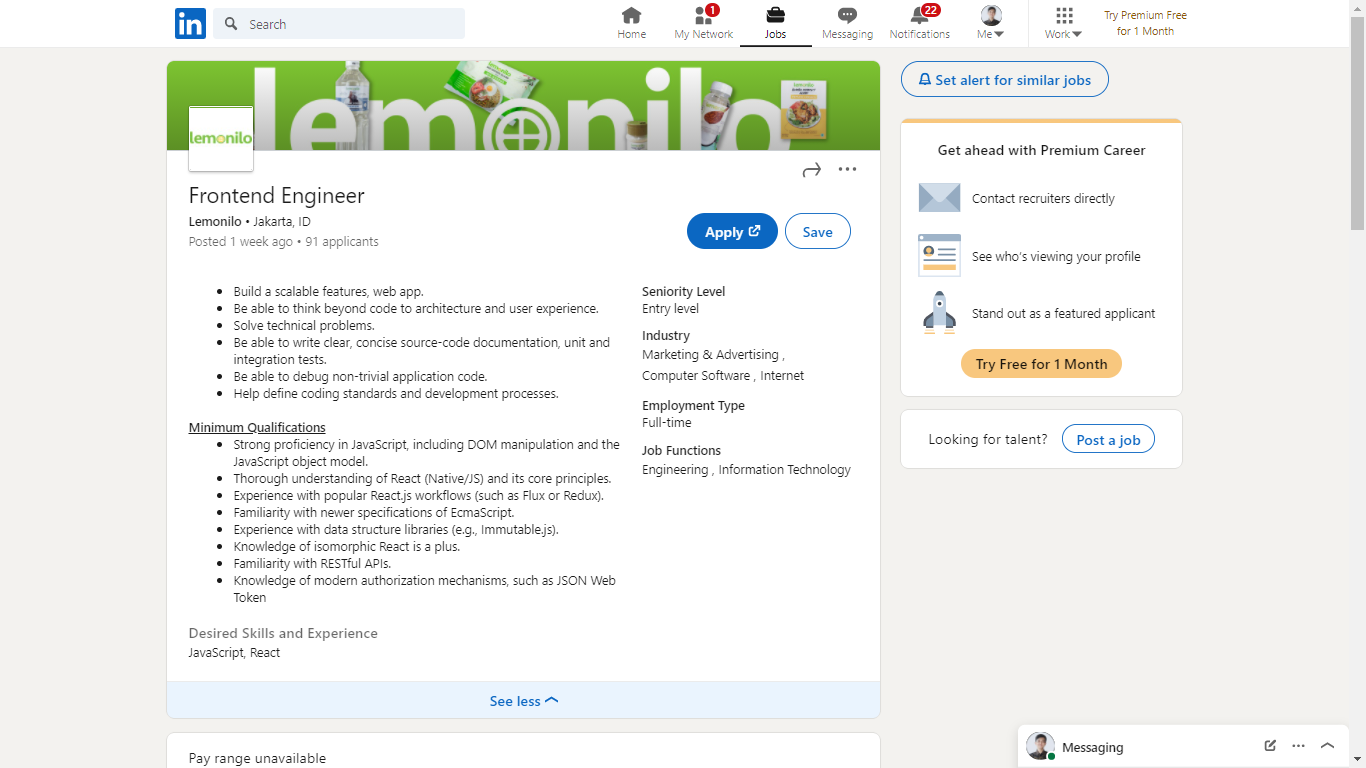 in
Search
1
22
Home
My Network
Jobs
Messaging
Notifications
Me
Work
Try Premium Free
for 1 Month
lemonilo
lemonilo
Frontend Engineer
Lemonilo • Jakarta, ID
Posted 1 week ago • 91 applicants
Apply
Save
• Build a scalable features, web app.
• Be able to think beyond code to architecture and user experience.
• Solve technical problems.
• Be able to write clear, concise source-code documentation, unit and
integration tests.
• Be able to debug non-trivial application code.
• Help define coding standards and development processes.
Minimum Qualifications
• Strong proficiency in JavaScript, including DOM manipulation and the
JavaScript object model.
• Thorough understanding of React (Native/JS) and its core principles.
• Experience with popular React.js workflows (such as Flux or Redux).
• Familiarity with newer specifications of EcmaScript.
• Experience with data structure libraries (e.g., Immutable.js).
• Knowledge of isomorphic React is a plus.
• Familiarity with RESTful APIs.
• Knowledge of modern authorization mechanisms, such as JSON Web
Token
Desired Skills and Experience
JavaScript, React
Seniority Level
Entry level
Industry
Marketing & Advertising ,
Computer Software , Internet
Employment Type
Full-time
Job Functions
Engineering , Information Technology
See less
Pay range unavailable
Set alert for similar jobs
Get ahead with Premium Career
Contact recruiters directly
See who's viewing your profile
Stand out as a featured applicant
Try Free for 1 Month
Looking for talent?
Post a job
Messaging